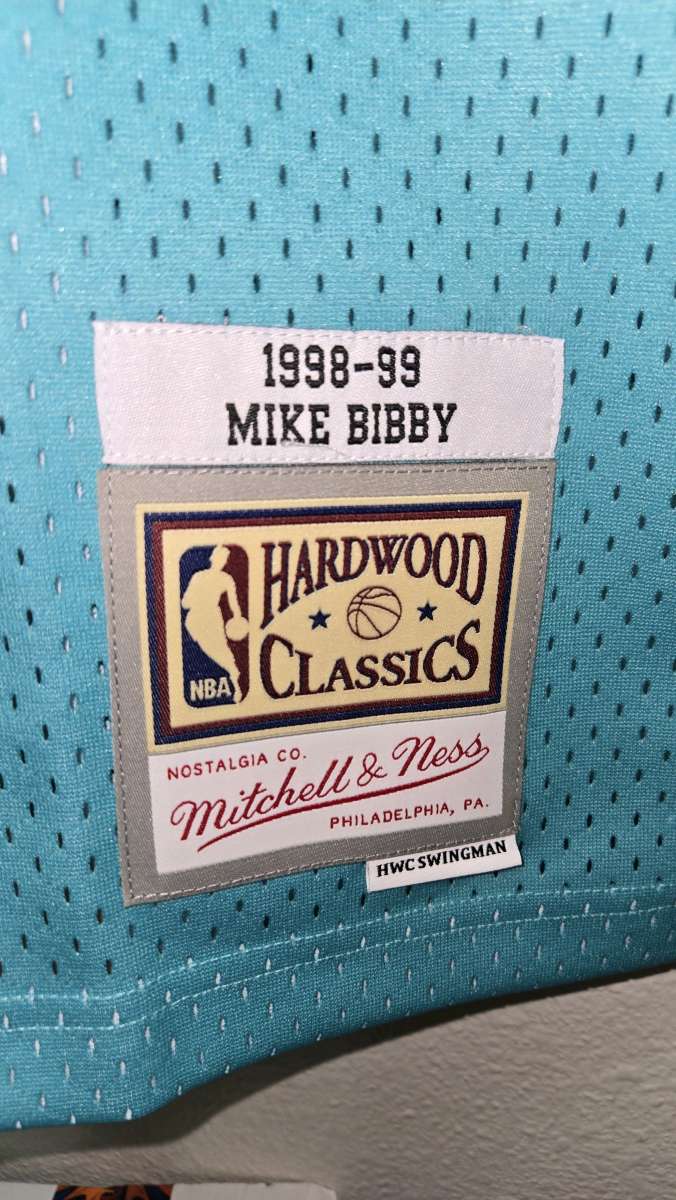 1998-99
MIKE BIBBY
HARDWOOD
CLASSICS
NBA
NOSTALGIA CO.
Mitchell & Ness
PHILADELPHIA, PA.
HWC SWINGMAN